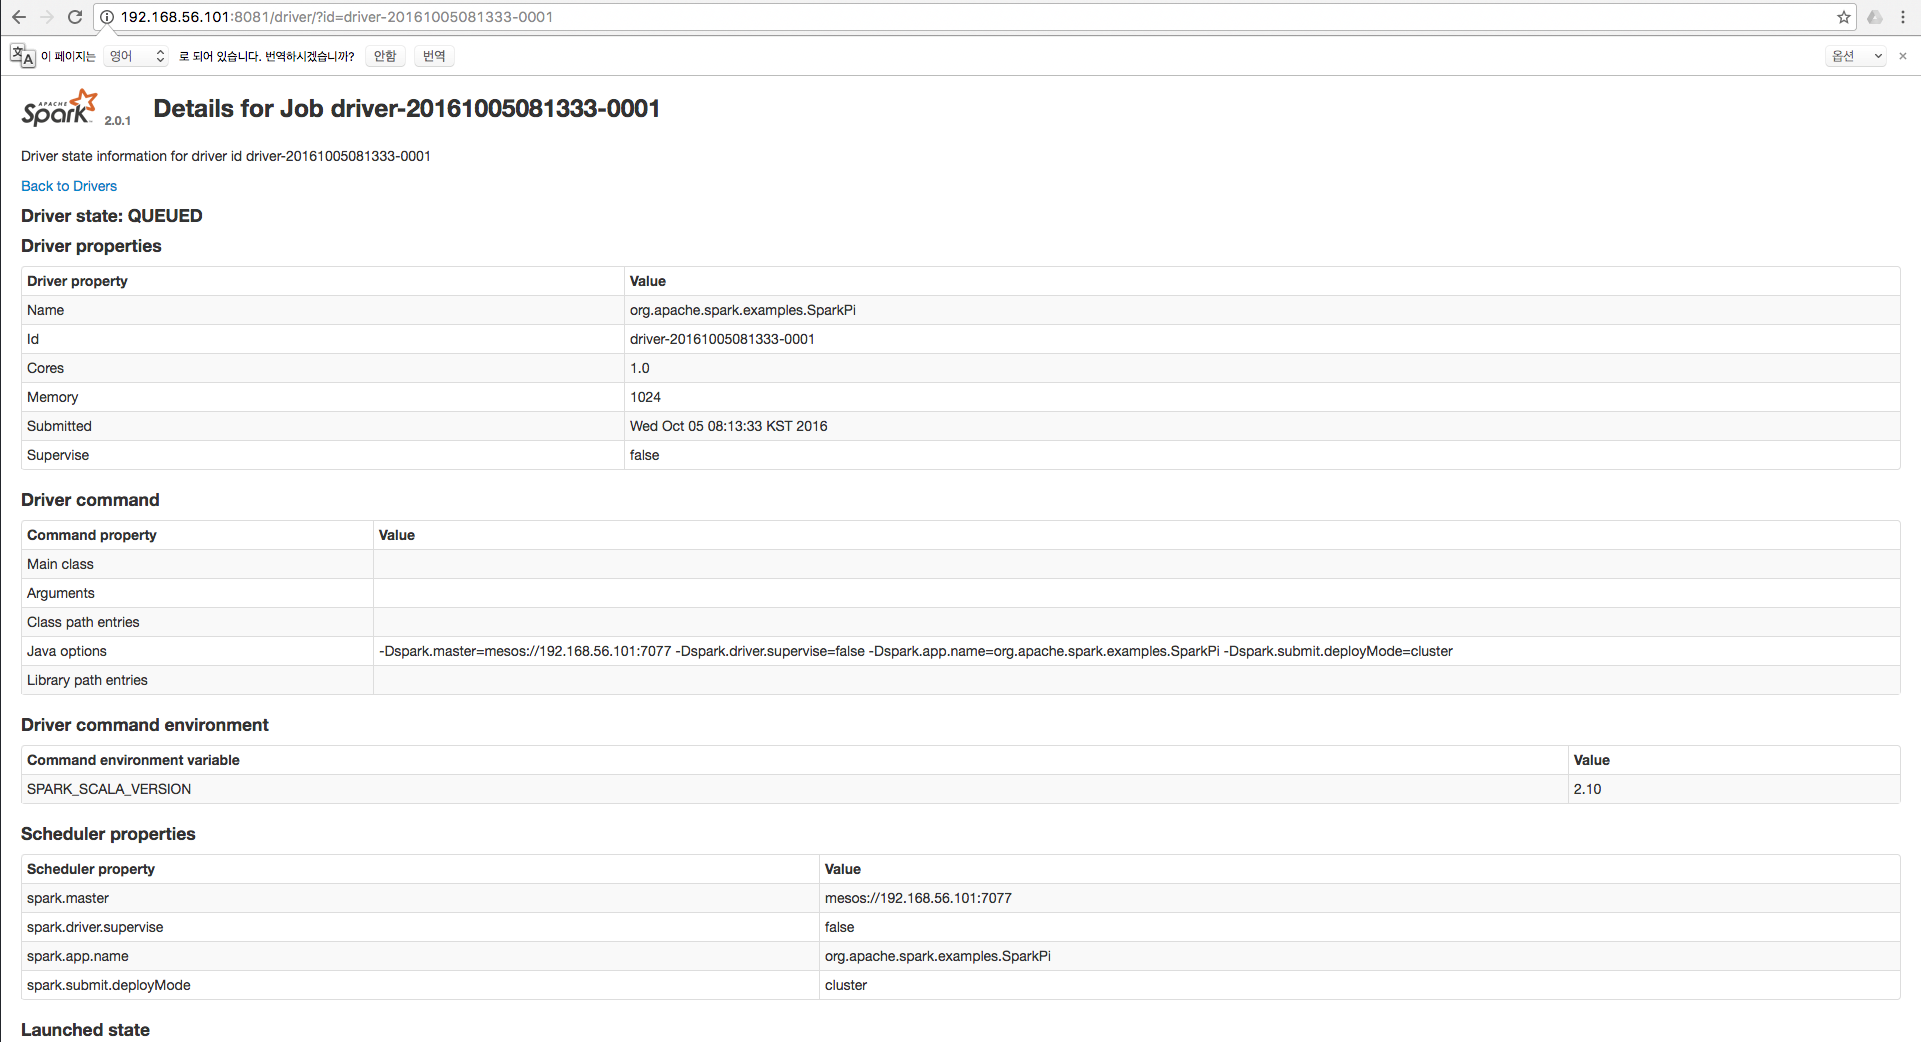 192.168.56.101:8081/driver/?id=driver-20161005081333-0001
이 페이지는 영어 로 되어 있습니다. 번역하시겠습니까? 안함 번역 옵션
APACHE Spark 2.0.1 Details for Job driver-20161005081333-0001
Driver state information for driver id driver-20161005081333-0001
Back to Drivers
Driver state: QUEUED
Driver properties
Driver property Value
Name org.apache.spark.examples.SparkPi
Id driver-20161005081333-0001
Cores 1.0
Memory 1024
Submitted Wed Oct 05 08:13:33 KST 2016
Supervise false
Driver command
Command property Value
Main class
Arguments
Class path entries
Java options -Dspark.master=mesos://192.168.56.101:7077 -Dspark.driver.supervise=false -Dspark.app.name=org.apache.spark.examples.SparkPi -Dspark.submit.deployMode=cluster
Library path entries
Driver command environment
Command environment variable Value
SPARK_SCALA_VERSION 2.10
Scheduler properties
Scheduler property Value
spark.master mesos://192.168.56.101:7077
spark.driver.supervise false
spark.app.name org.apache.spark.examples.SparkPi
spark.submit.deployMode cluster
Launched state